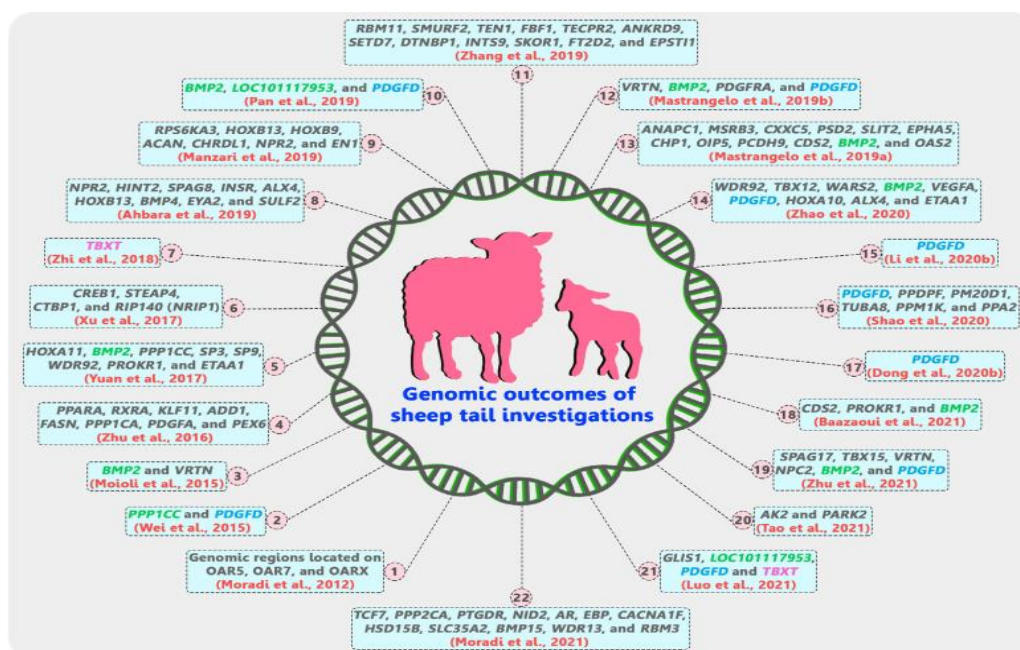 RBM11, SMURF2, TEN1, FBF1, TECPR2, ANKRD9,
SETD7, DTNBP1, INTS9, SKOR1, FT2D2, and EPSTI1
(Zhang et al., 2019)
11
BMP2, LOC101117953, and PDGFD
(Pan et al., 2019)
10
12
VRTN, BMP2, PDGFRA, and PDGFD
(Mastrangelo et al., 2019b)
RPS6KA3, HOXB13, HOXB9,
ACAN, CHRDL1, NPR2, and EN1
(Manzari et al., 2019)
9
13
ANAPC1, MSRB3, CXXC5, PSD2, SLIT2, EPHA5,
CHP1, OIP5, PCDH9, CDS2, BMP2, and OAS2
(Mastrangelo et al., 2019a)
NPR2, HINT2, SPAG8, INSR, ALX4,
HOXB13, BMP4, EYA2, and SULF2
(Ahbara et al., 2019)
8
14
WDR92, TBX12, WARS2, BMP2, VEGFA,
PDGFD, HOXA10, ALX4, and ETAA1
(Zhao et al., 2020)
TBXT
(Zhi et al., 2018)
7
15
PDGFD
(Li et al., 2020b)
CREB1, STEAP4,
CTBP1, and RIP140 (NRIP1)
(Xu et al., 2017)
6
16
PDGFD, PPDPF, PM20D1,
TUBA8, PPM1K, and PPA2
(Shao et al., 2020)
HOXA11, BMP2, PPP1CC, SP3, SP9,
WDR92, PROKR1, and ETAA1
(Yuan et al., 2017)
5
17
PDGFD
(Dong et al., 2020b)
Genomic outcomes of
sheep tail investigations
PPARA, RXRA, KLF11, ADD1,
FASN, PPP1CA, PDGFA, and PEX6
(Zhu et al., 2016)
4
18
CDS2, PROKR1, and BMP2
(Baazaoui et al., 2021)
BMP2 and VRTN
(Moioli et al., 2015)
3
19
SPAG17, TBX15, VRTN,
NPC2, BMP2, and PDGFD
(Zhu et al., 2021)
PPP1CC and PDGFD
(Wei et al., 2015)
2
20
AK2 and PARK2
(Tao et al., 2021)
Genomic regions located on
OAR5, OAR7, and OARX
(Moradi et al., 2012)
1
21
GLIS1, LOC101117953,
PDGFD and TBXT
(Luo et al., 2021)
22
TCF7, PPP2CA, PTGDR, NID2, AR, EBP, CACNA1F,
HSD15B, SLC35A2, BMP15, WDR13, and RBM3
(Moradi et al., 2021)